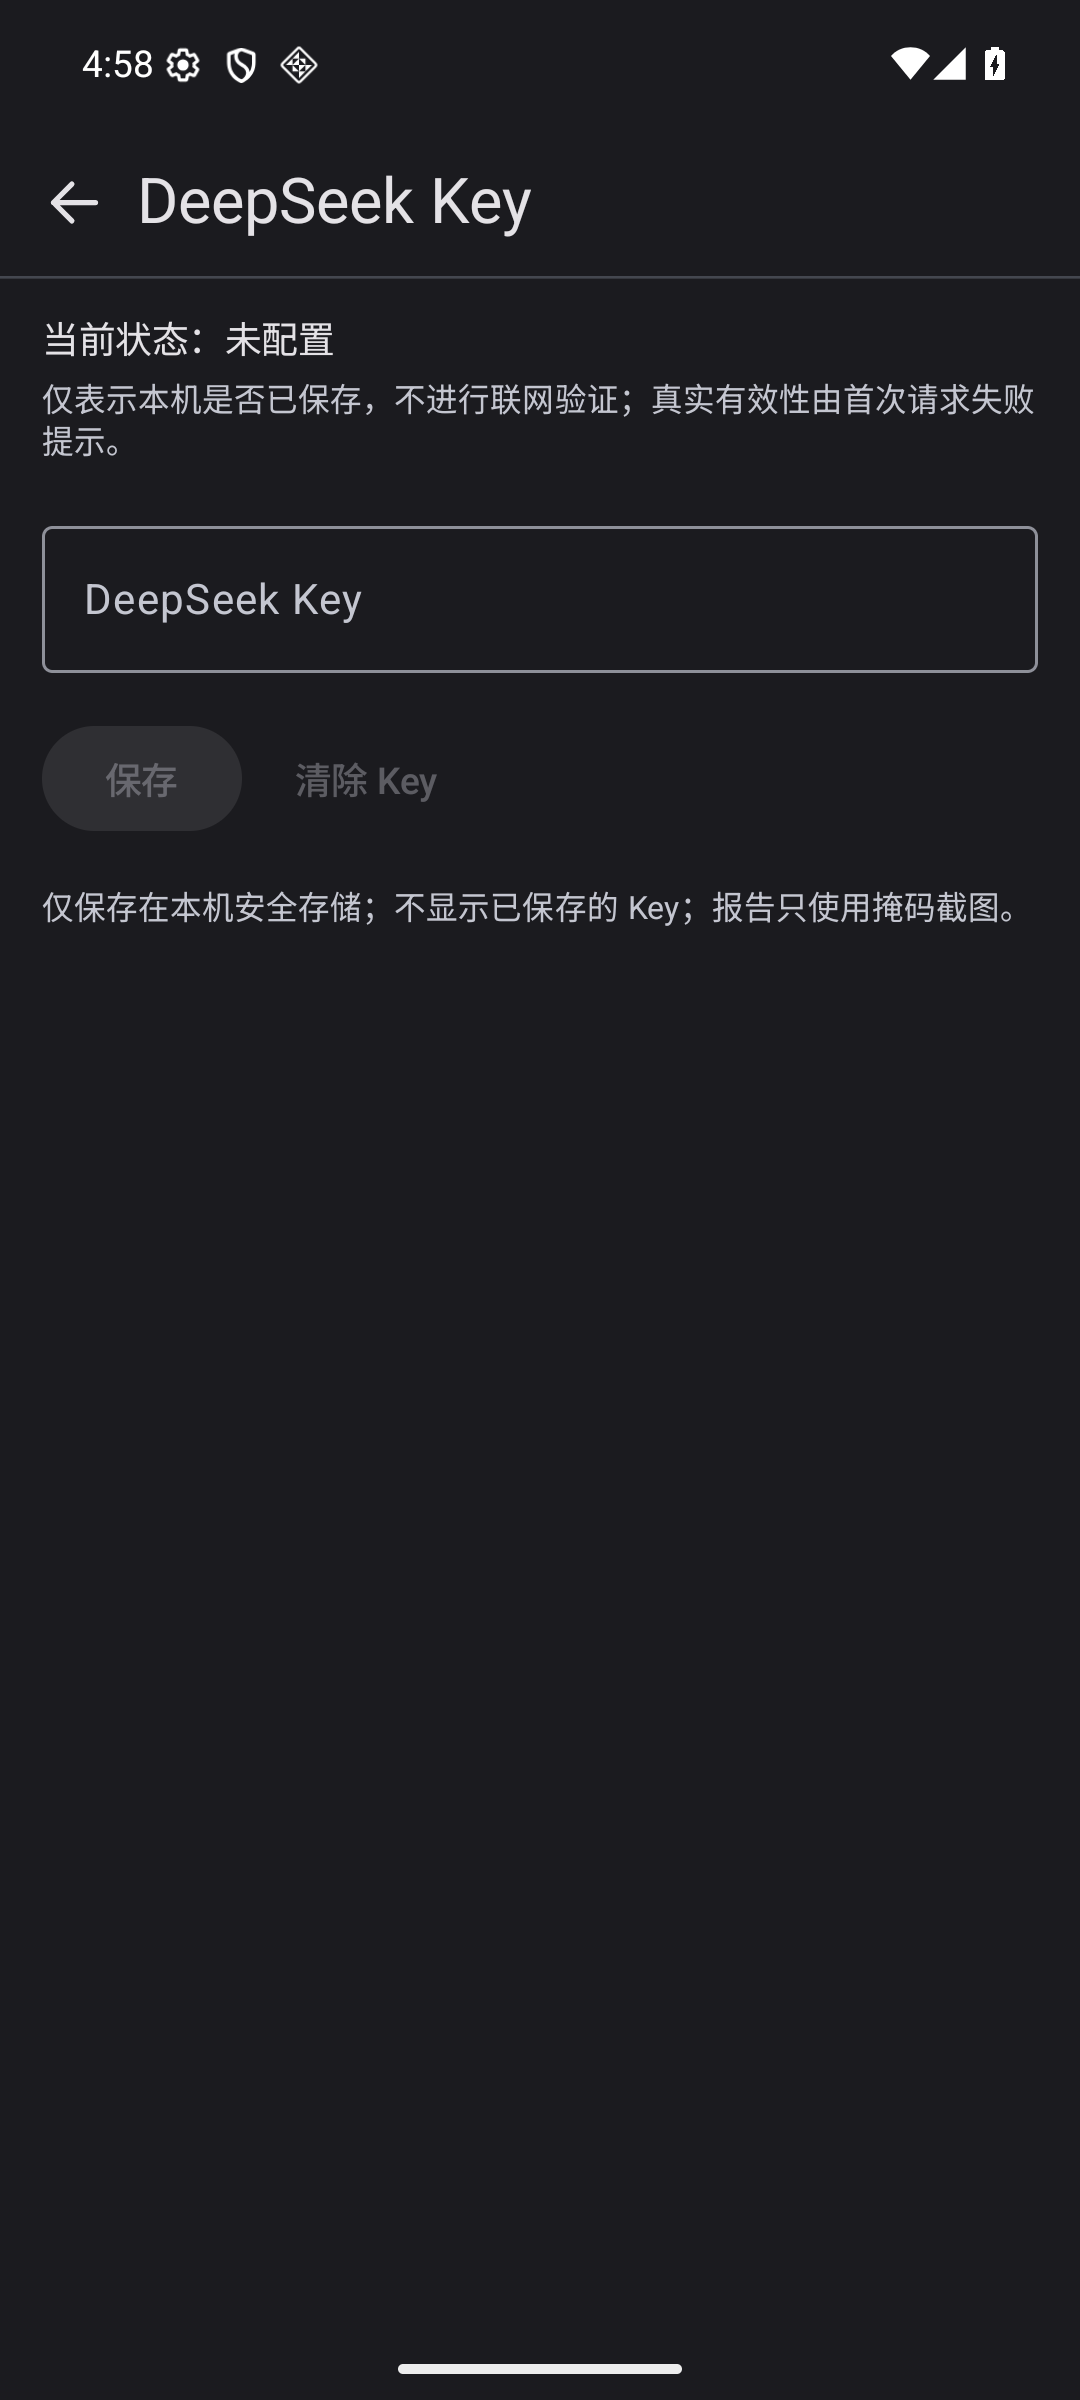 4:58
DeepSeek Key
当前状态：未配置
仅表示本机是否已保存，不进行联网验证；真实有效性由首次请求失败
提示。
DeepSeek Key
保存 清除 Key
仅保存在本机安全存储；不显示已保存的 Key；报告只使用掩码截图。